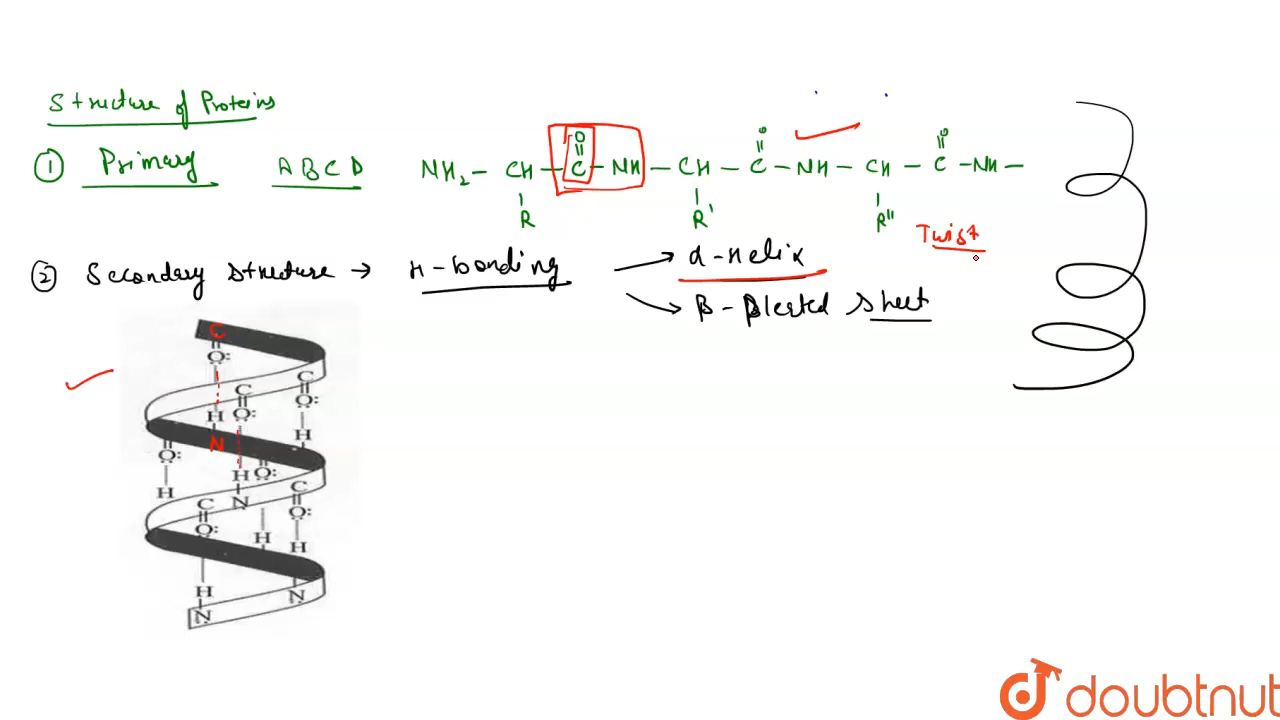 Structure of Proteins
① Primary A B C D NH2 - CH - C - NH - CH - C - NH - CH - C - NH -
O O O O
R R' R"
Twist
② Secondary structure → H-bonding → α-Helix
→ β-Pleated sheet
C
O:
C C
H O: O:
N H
O: H O:
H C N C
O: O:
H H
H N
N
doubtnut